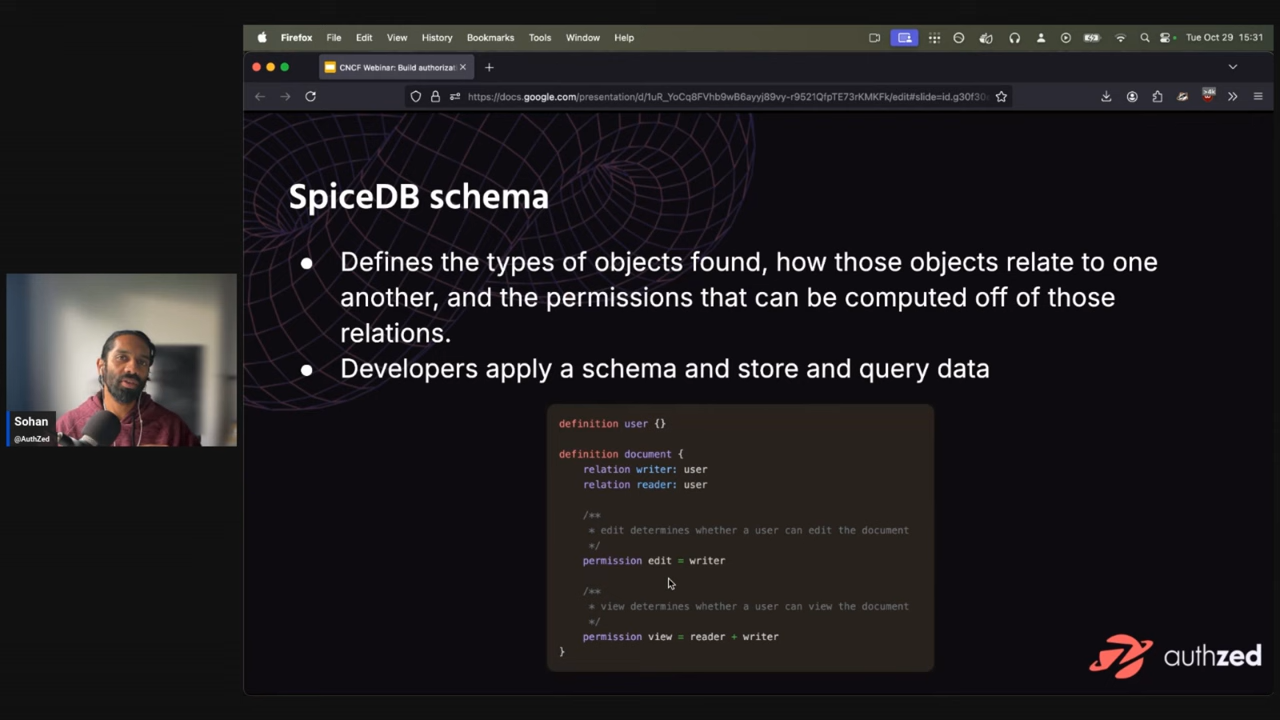 Firefox File Edit View History Bookmarks Tools Window Help Tue Oct 29 15:31
CNCF Webinar: Build authorizat
SpiceDB schema
● Defines the types of objects found, how those objects relate to one
another, and the permissions that can be computed off of those
relations.
● Developers apply a schema and store and query data
definition user {}
definition document {
relation writer: user
relation reader: user
/**
* edit determines whether a user can edit the document
*/
permission edit = writer
/**
* view determines whether a user can view the document
*/
permission view = reader + writer
}
authzed
Sohan
@AuthZed